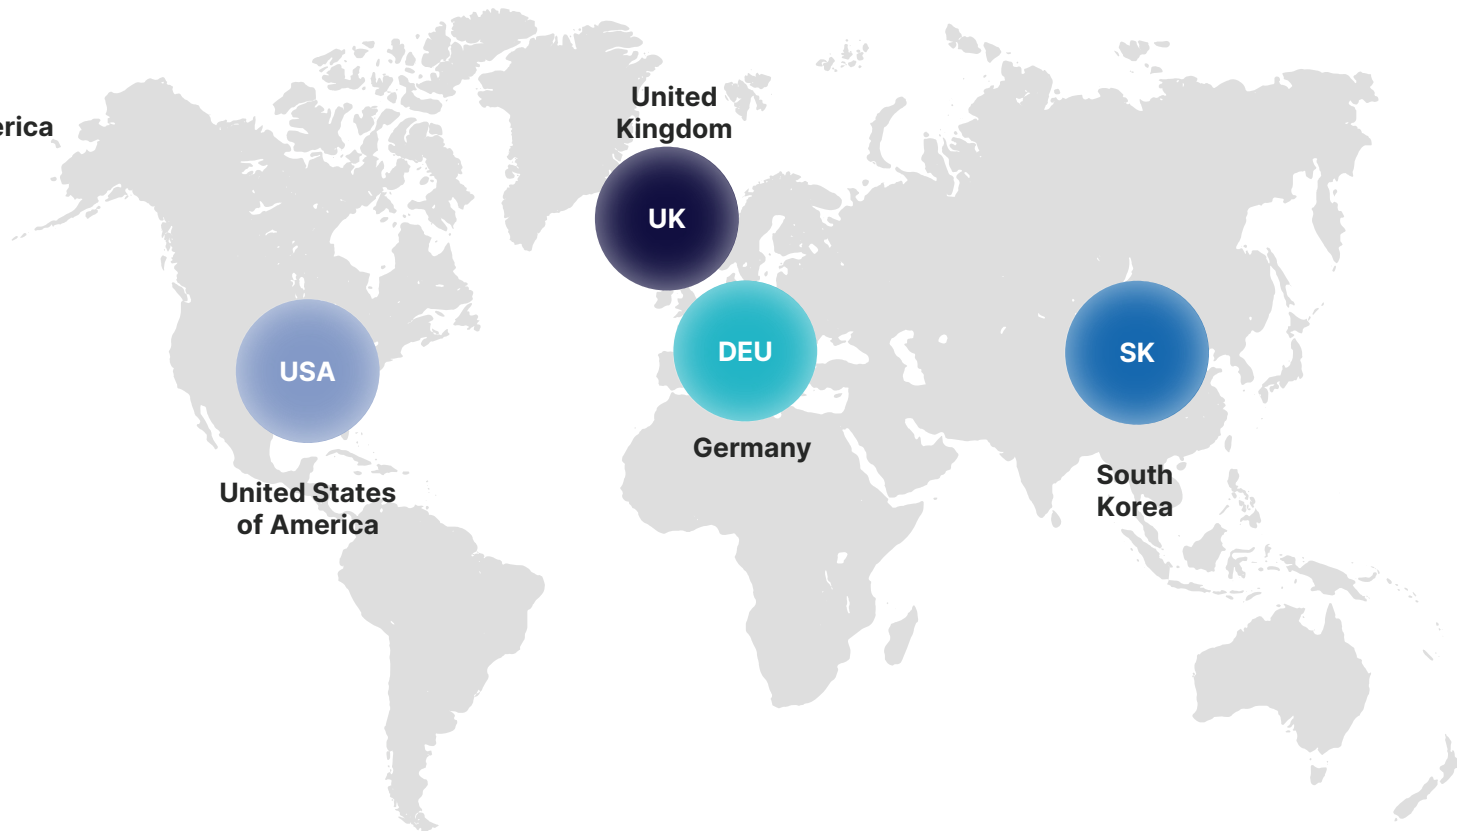 erica
United
Kingdom
UK
USA
DEU
SK
Germany
United States
of America
South
Korea